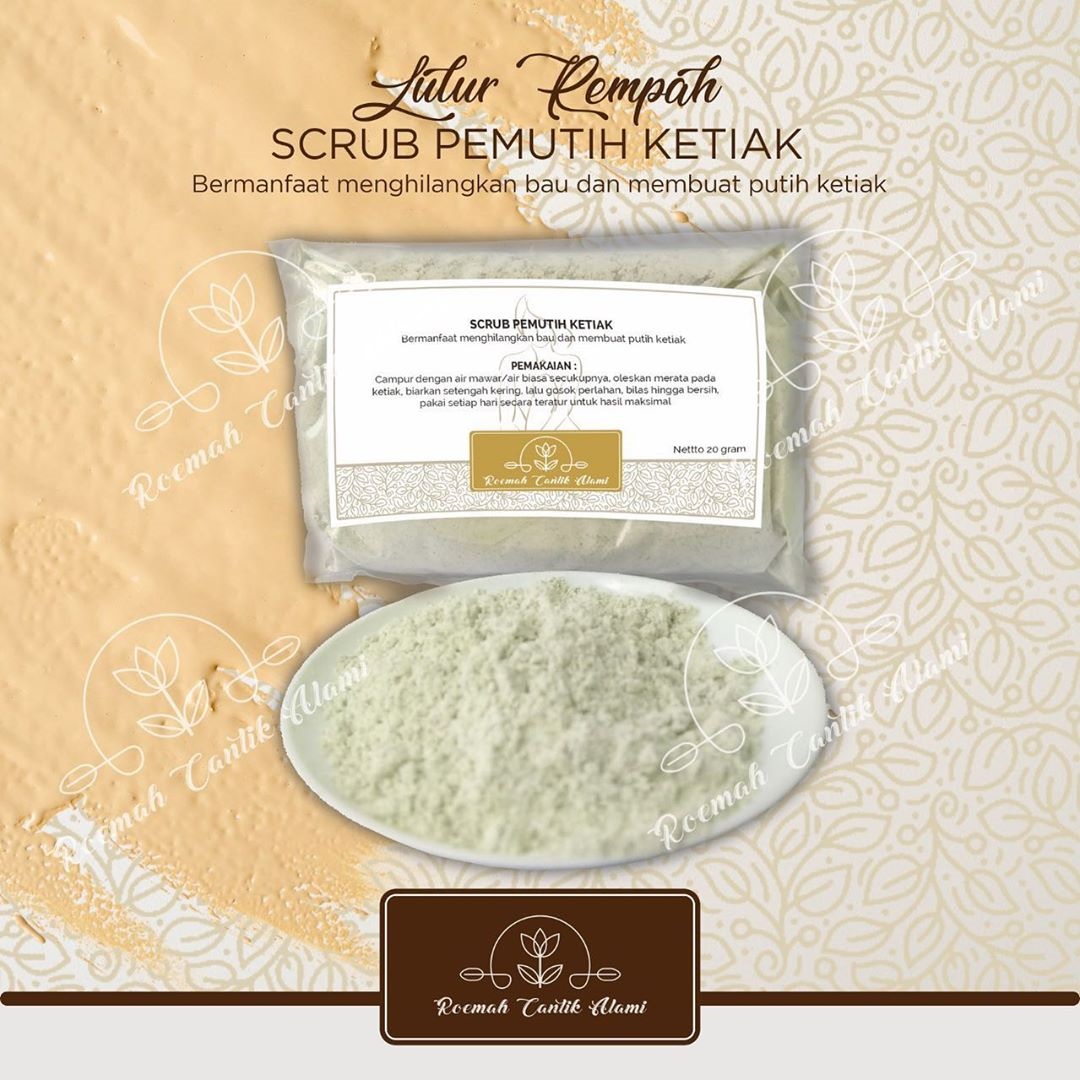 Lulur Rempah
SCRUB PEMUTIH KETIAK
Bermanfaat menghilangkan bau dan membuat putih ketiak
SCRUB PEMUTIH KETIAK
Bermanfaat menghilangkan bau dan membuat putih ketiak
PEMAKAIAN :
Campur dengan air mawar/air biasa secukupnya, oleskan merata pada
ketiak, biarkan setengah kering, lalu gosok perlahan, bilas hingga bersih,
pakai setiap hari secara teratur untuk hasil maksimal
Nettto 20 gram
Roemah Cantik Alami
Roemah Cantik Alami
Roemah Cantik Alami
Roemah Cantik Alami
Roemah Cantik Alami
Roemah Cantik Alami